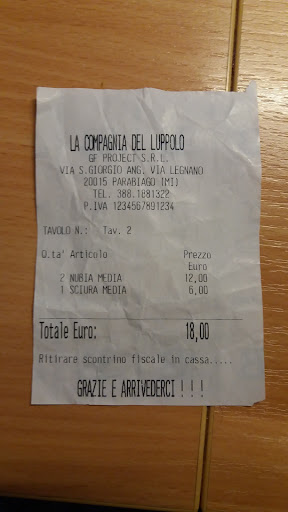 LA COMPAGNIA DEL LUPPOLO
GF PROJECT S.R.L.
VIA S.GIORGIO ANG. VIA LEGNANO
20015 PARABIAGO (MI)
TEL. 388.1881322
P.IVA 1234567891234
TAVOLO N.: Tav. 2
Q.ta' Articolo Prezzo
Euro
2 NUBIA MEDIA 12,00
1 SCIURA MEDIA 6,00
Totale Euro: 18,00
Ritirare scontrino fiscale in cassa.....
GRAZIE E ARRIVEDERCI ! ! !